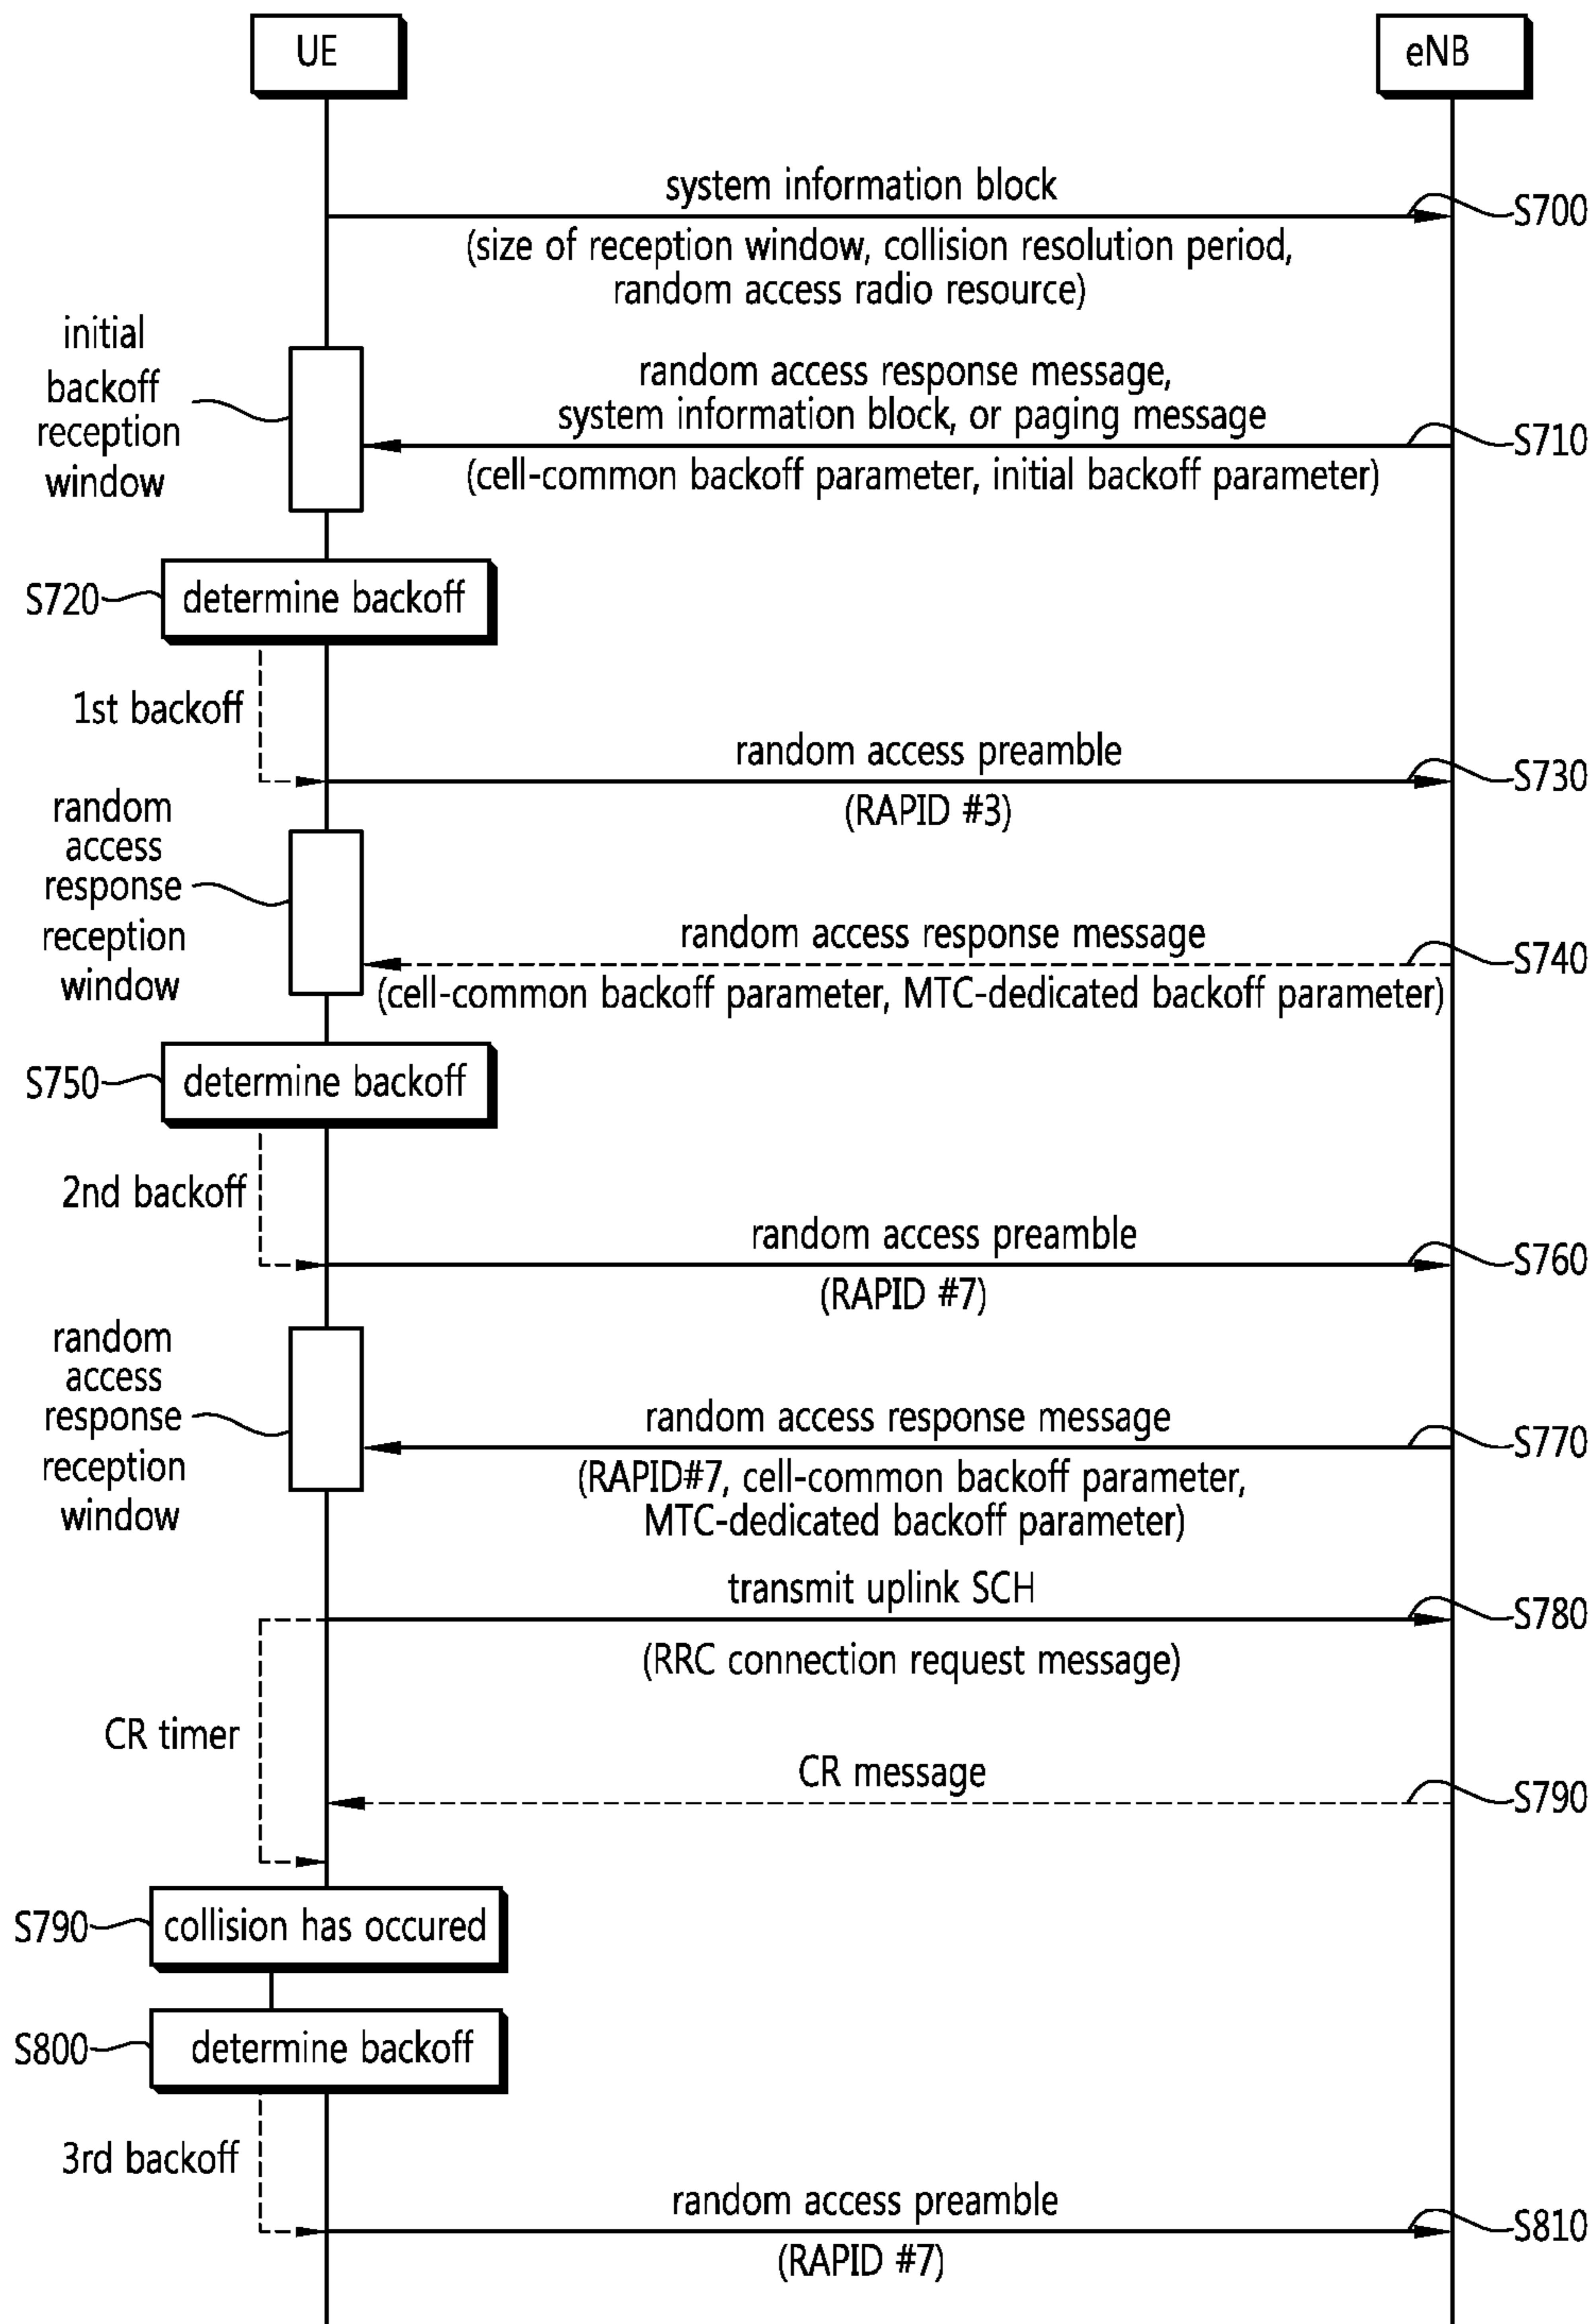 UE
eNB
system information block
S700
(size of reception window, collision resolution period,
random access radio resource)
initial
backoff
reception
window
random access response message,
system information block, or paging message
S710
(cell-common backoff parameter, initial backoff parameter)
S720
determine backoff
1st backoff
random access preamble
S730
(RAPID #3)
random
access
response
reception
window
random access response message
S740
(cell-common backoff parameter, MTC-dedicated backoff parameter)
S750
determine backoff
2nd backoff
random access preamble
S760
(RAPID #7)
random
access
response
reception
window
random access response message
S770
(RAPID#7, cell-common backoff parameter,
MTC-dedicated backoff parameter)
transmit uplink SCH
S780
(RRC connection request message)
CR timer
CR message
S790
S790
collision has occured
S800
determine backoff
3rd backoff
random access preamble
S810
(RAPID #7)